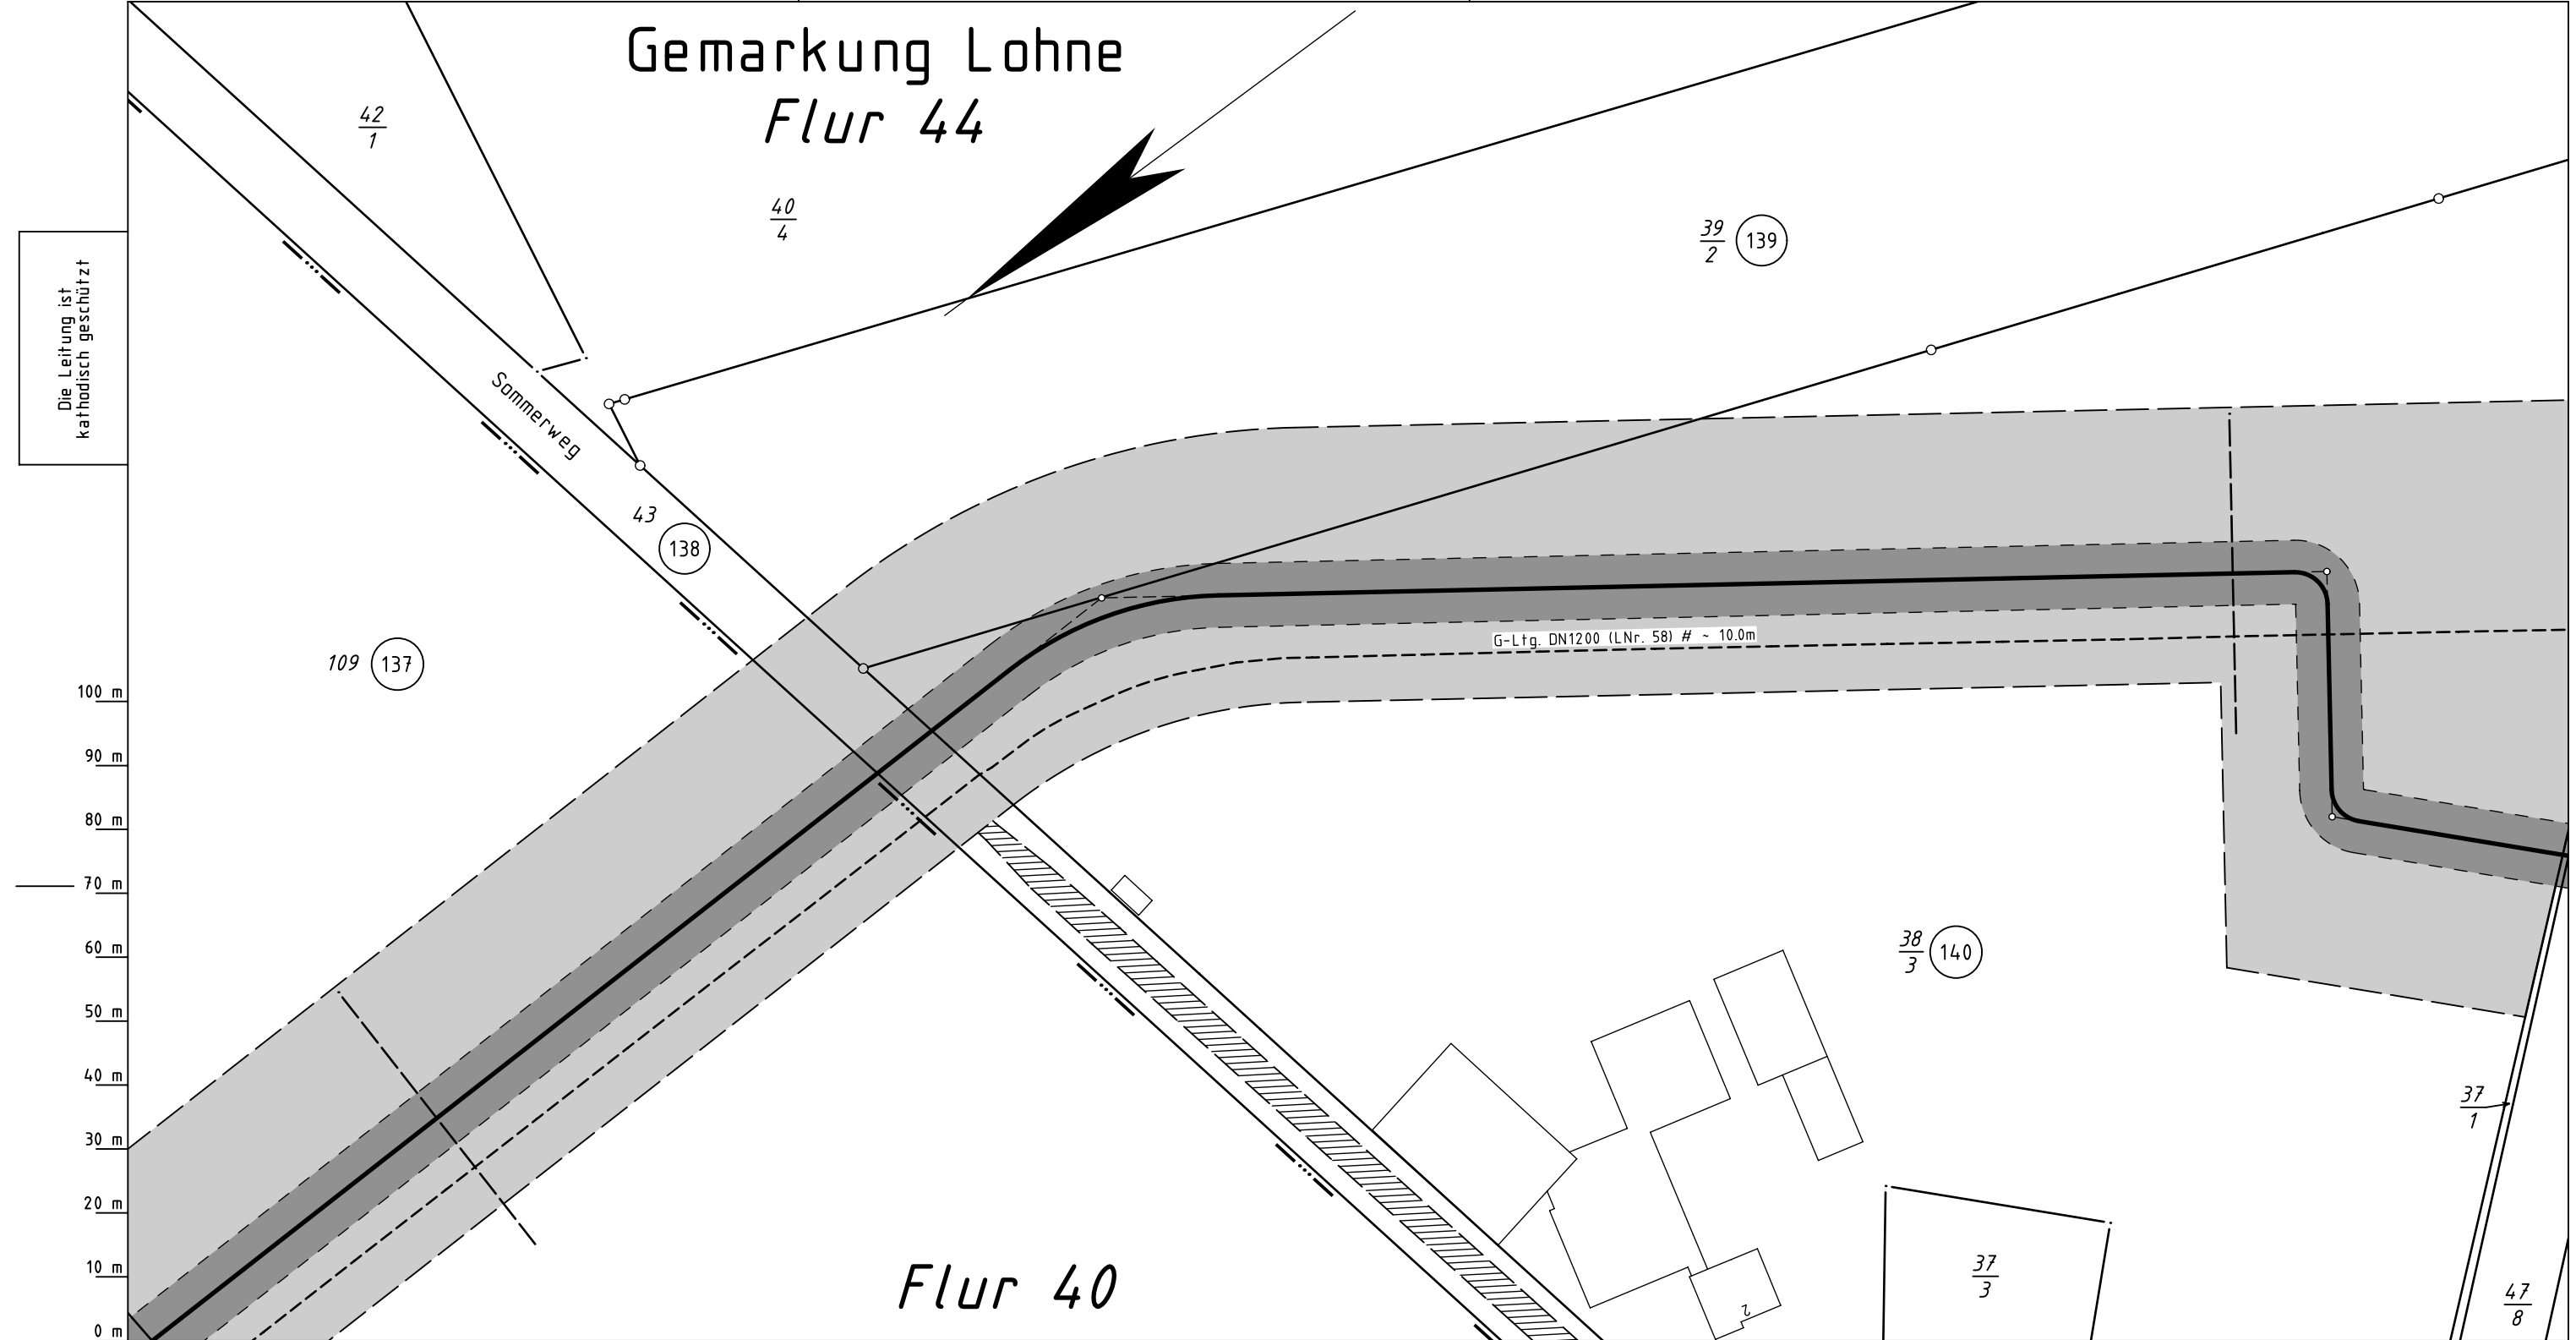 Gemarkung Lohne
Flur 44
42
1
40
4
39
2
139
Die Leitung ist
kathodisch geschützt
Sommerweg
43
138
109
137
G-Ltg. DN1200 (LNr. 58) # ~ 10.0m
100 m
90 m
80 m
70 m
60 m
50 m
40 m
30 m
20 m
10 m
0 m
38
3
140
37
1
37
3
47
8
2
Flur 40